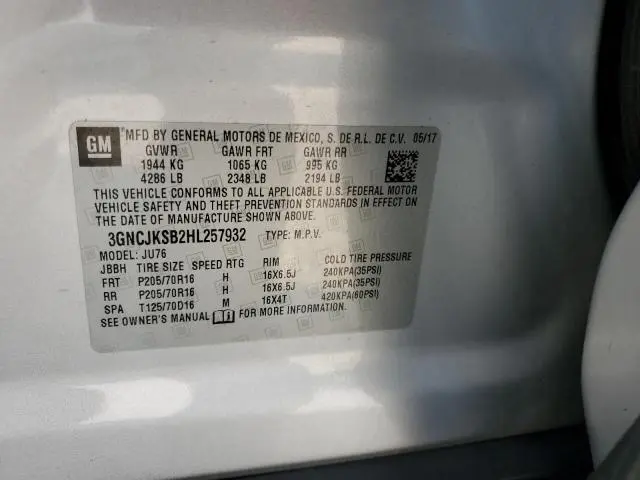 GM MFD BY GENERAL MOTORS DE MEXICO, S. DE R.L. DE C.V. 05/17
GVWR GAWR FRT GAWR RR
1944 KG 1065 KG 995 KG
4286 LB 2348 LB 2194 LB
THIS VEHICLE CONFORMS TO ALL APPLICABLE U.S. FEDERAL MOTOR
VEHICLE SAFETY AND THEFT PREVENTION STANDARDS IN EFFECT ON
THE DATE OF MANUFACTURE SHOWN ABOVE.
3GNCJKSB2HL257932 TYPE: M.P.V.
MODEL: JU76
JBBH TIRE SIZE SPEED RTG RIM COLD TIRE PRESSURE
FRT P205/70R16 H 16X6.5J 240KPA(35PSI)
RR P205/70R16 H 16X6.5J 240KPA(35PSI)
SPA T125/70D16 M 16X4T 420KPA(60PSI)
SEE OWNER'S MANUAL FOR MORE INFORMATION.